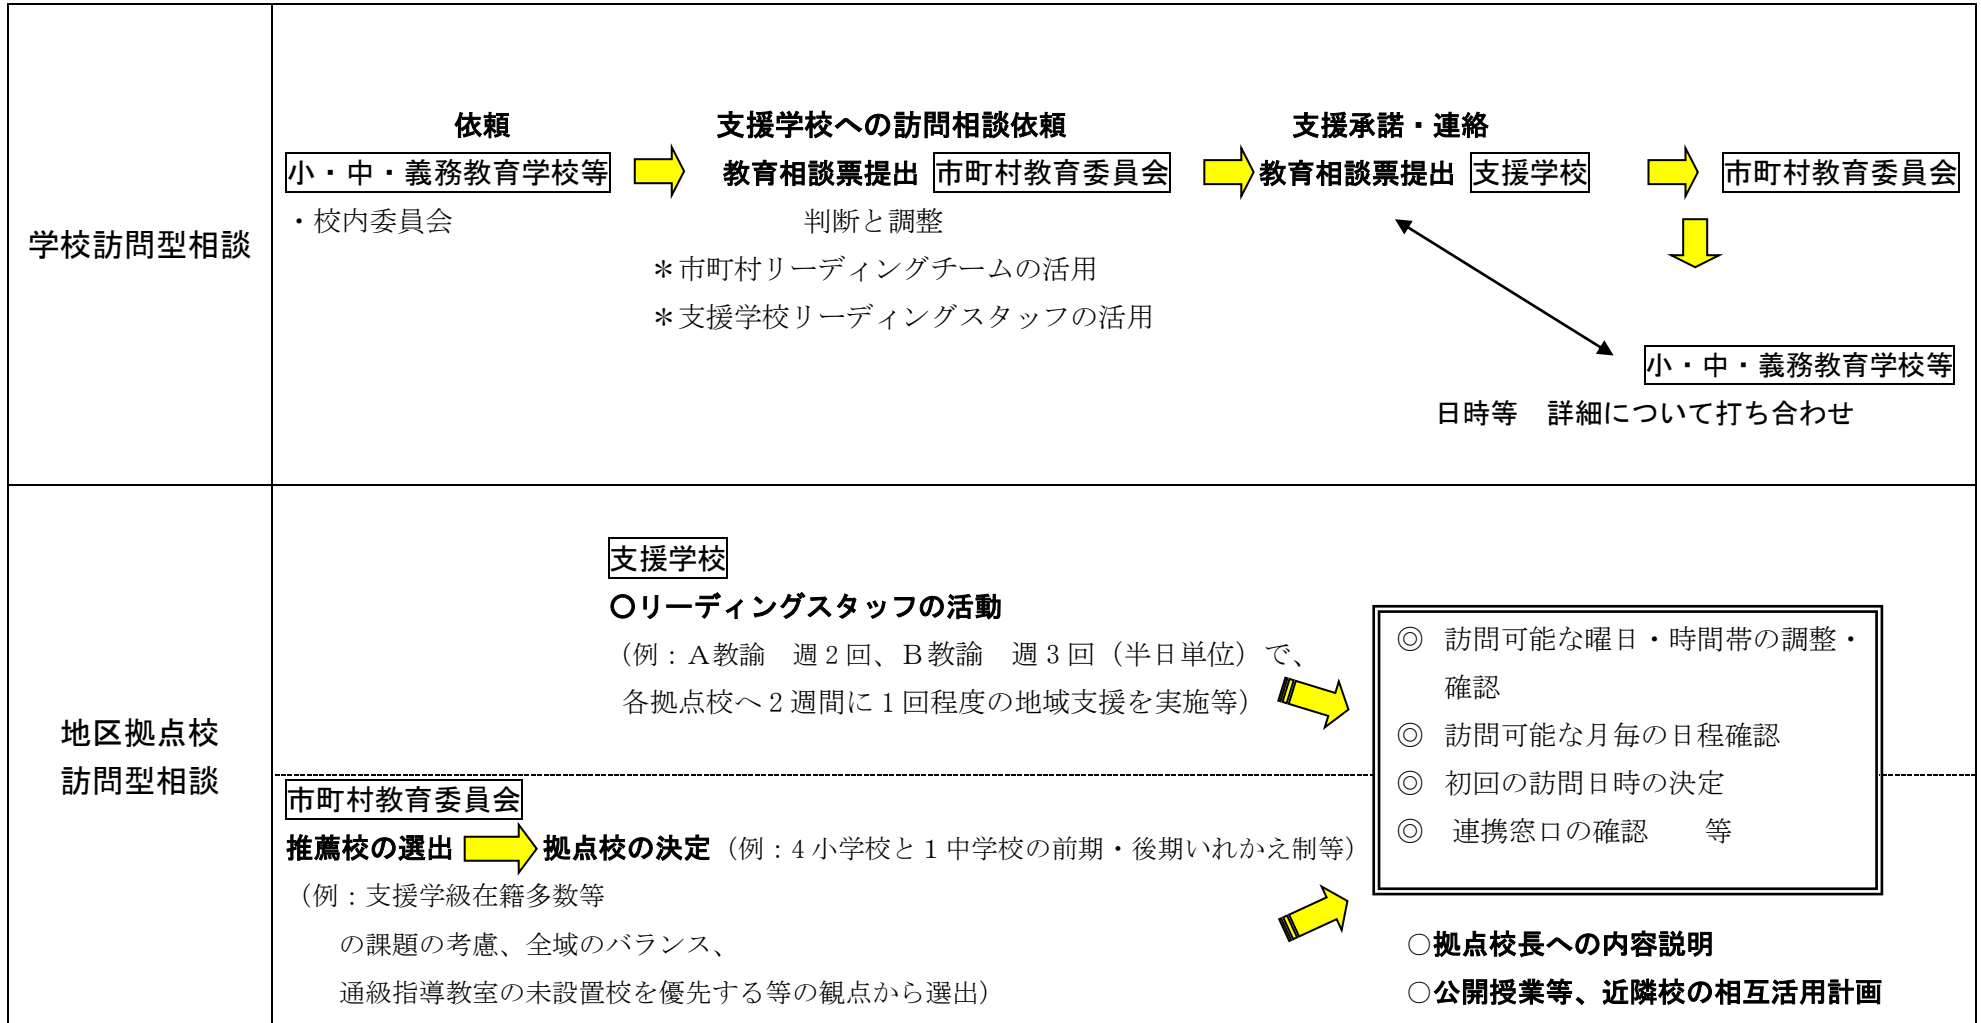 学校訪問型相談
依頼　支援学校への訪問相談依頼　支援承諾・連絡
小・中・義務教育学校等　教育相談票提出　市町村教育委員会　教育相談票提出　支援学校　市町村教育委員会
・校内委員会　判断と調整
＊市町村リーディングチームの活用
＊支援学校リーディングスタッフの活用
小・中・義務教育学校等
日時等　詳細について打ち合わせ
地区拠点校
訪問型相談
支援学校
○リーディングスタッフの活動
（例：Ａ教諭　週２回、Ｂ教諭　週３回（半日単位）で、
各拠点校へ２週間に１回程度の地域支援を実施等）
市町村教育委員会
推薦校の選出　拠点校の決定（例：４小学校と１中学校の前期・後期いれかえ制等）
（例：支援学級在籍多数等
の課題の考慮、全域のバランス、
通級指導教室の未設置校を優先する等の観点から選出）
◎　訪問可能な曜日・時間帯の調整・
確認
◎　訪問可能な月毎の日程確認
◎　初回の訪問日時の決定
◎　連携窓口の確認　　等
○拠点校長への内容説明
○公開授業等、近隣校の相互活用計画